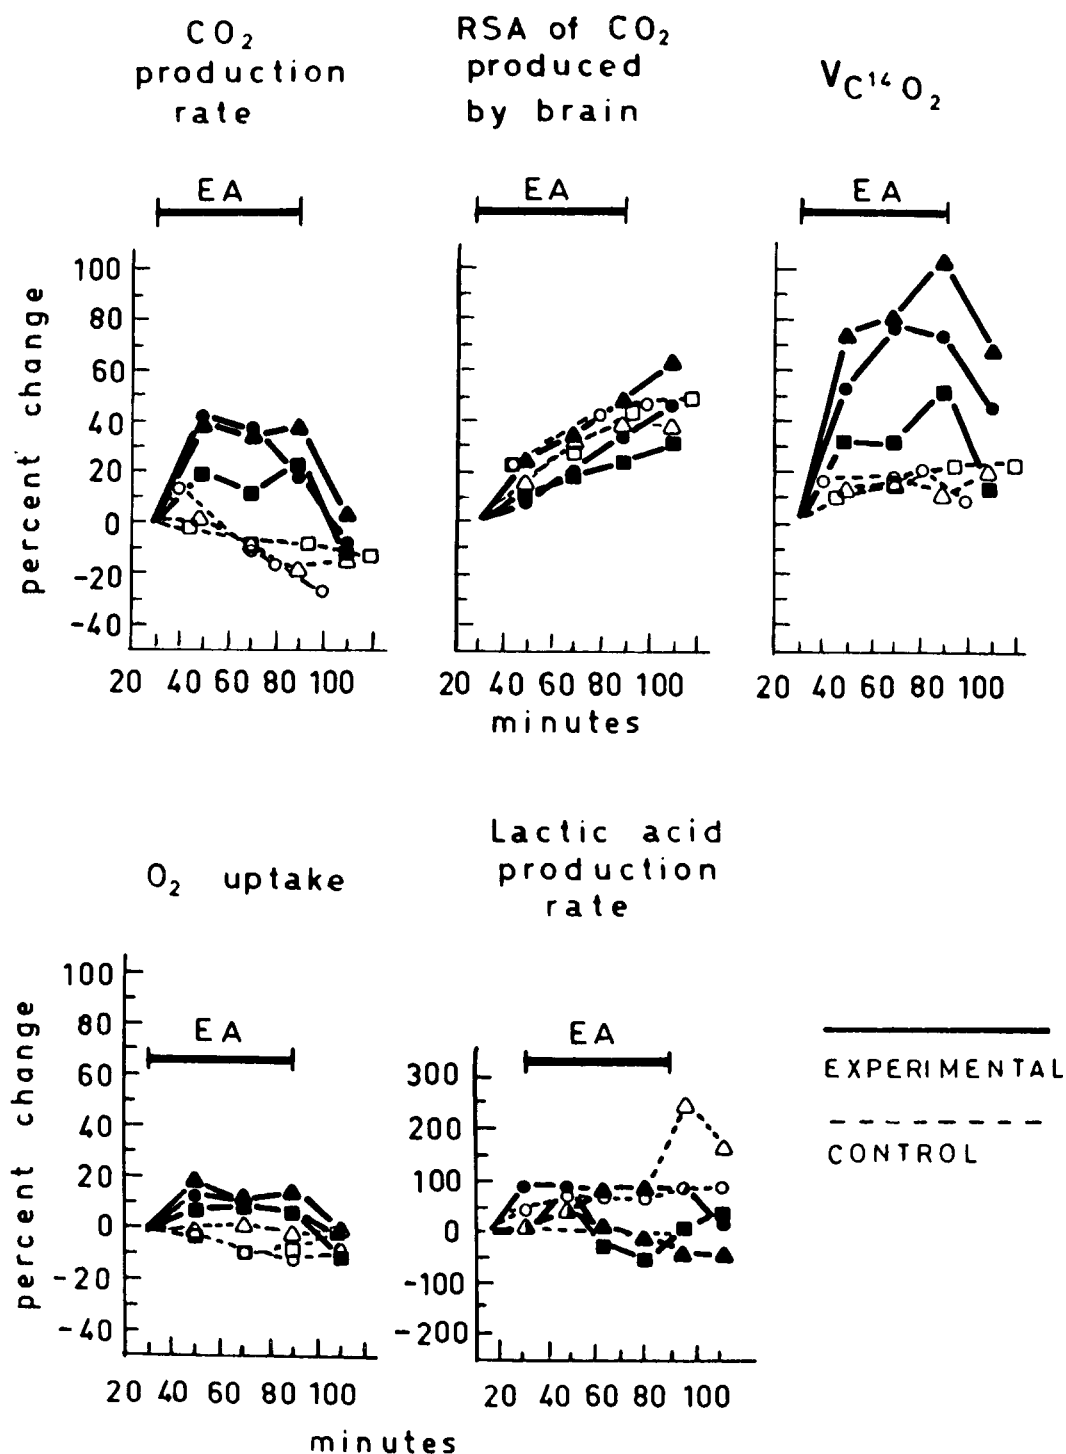 CO₂
production
rate
RSA of CO₂
produced
by brain
V C¹⁴O₂
EA
EA
EA
percent change
100
80
60
40
20
0
-20
-40
20 40 60 80 100
20 40 60 80 100
20 40 60 80 100
minutes
O₂ uptake
Lactic acid
production
rate
percent change
100
80
60
40
20
0
-20
-40
EA
20 40 60 80 100
minutes
EA
300
200
100
0
-100
-200
20 40 60 80 100
EXPERIMENTAL
CONTROL